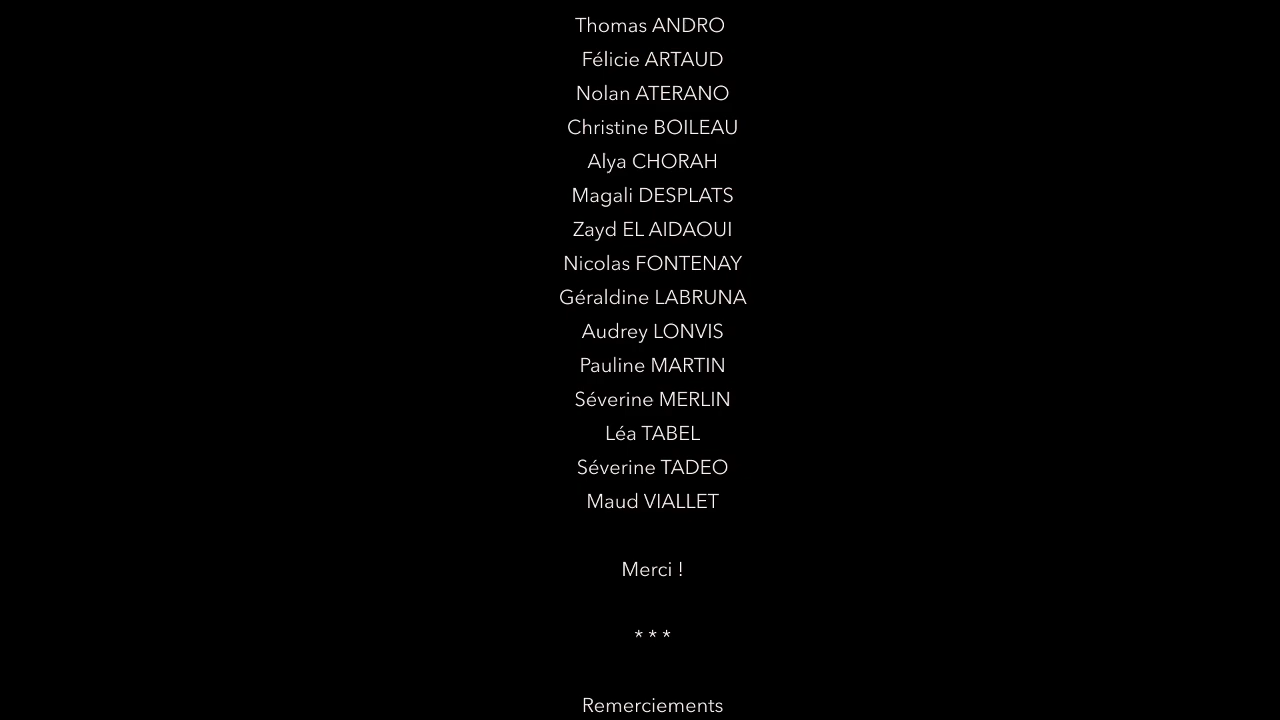 Thomas ANDRO
Félicie ARTAUD
Nolan ATERANO
Christine BOILEAU
Alya CHORAH
Magali DESPLATS
Zayd EL AIDAOUI
Nicolas FONTENAY
Géraldine LABRUNA
Audrey LONVIS
Pauline MARTIN
Séverine MERLIN
Léa TABEL
Séverine TADEO
Maud VIALLET
Merci !
* * *
Remerciements